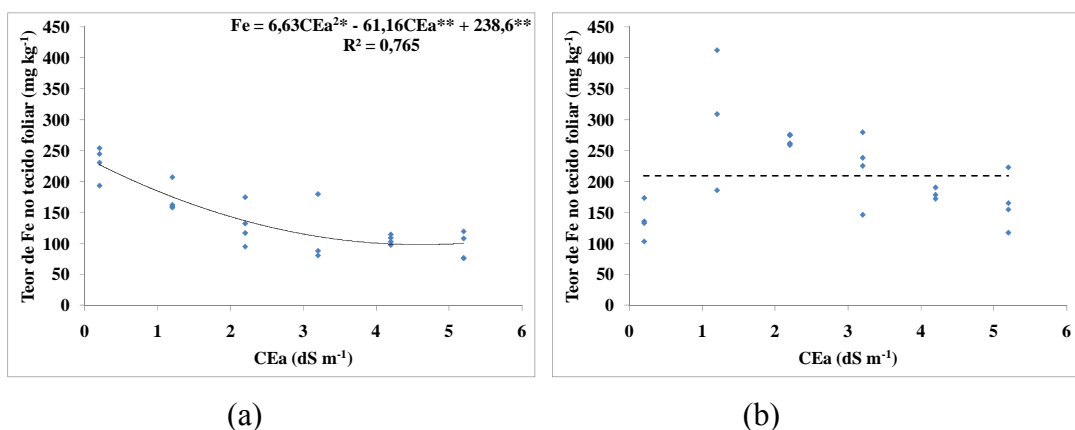 Fe = 6,63CEa²* - 61,16CEa** + 238,6**
R² = 0,765
Teor de Fe no tecido foliar (mg kg⁻¹)
450
400
350
300
250
200
150
100
50
0
0 1 2 3 4 5 6
CEa (dS m⁻¹)
(a)
Teor de Fe no tecido foliar (mg kg⁻¹)
450
400
350
300
250
200
150
100
50
0
0 1 2 3 4 5 6
CEa (dS m⁻¹)
(b)